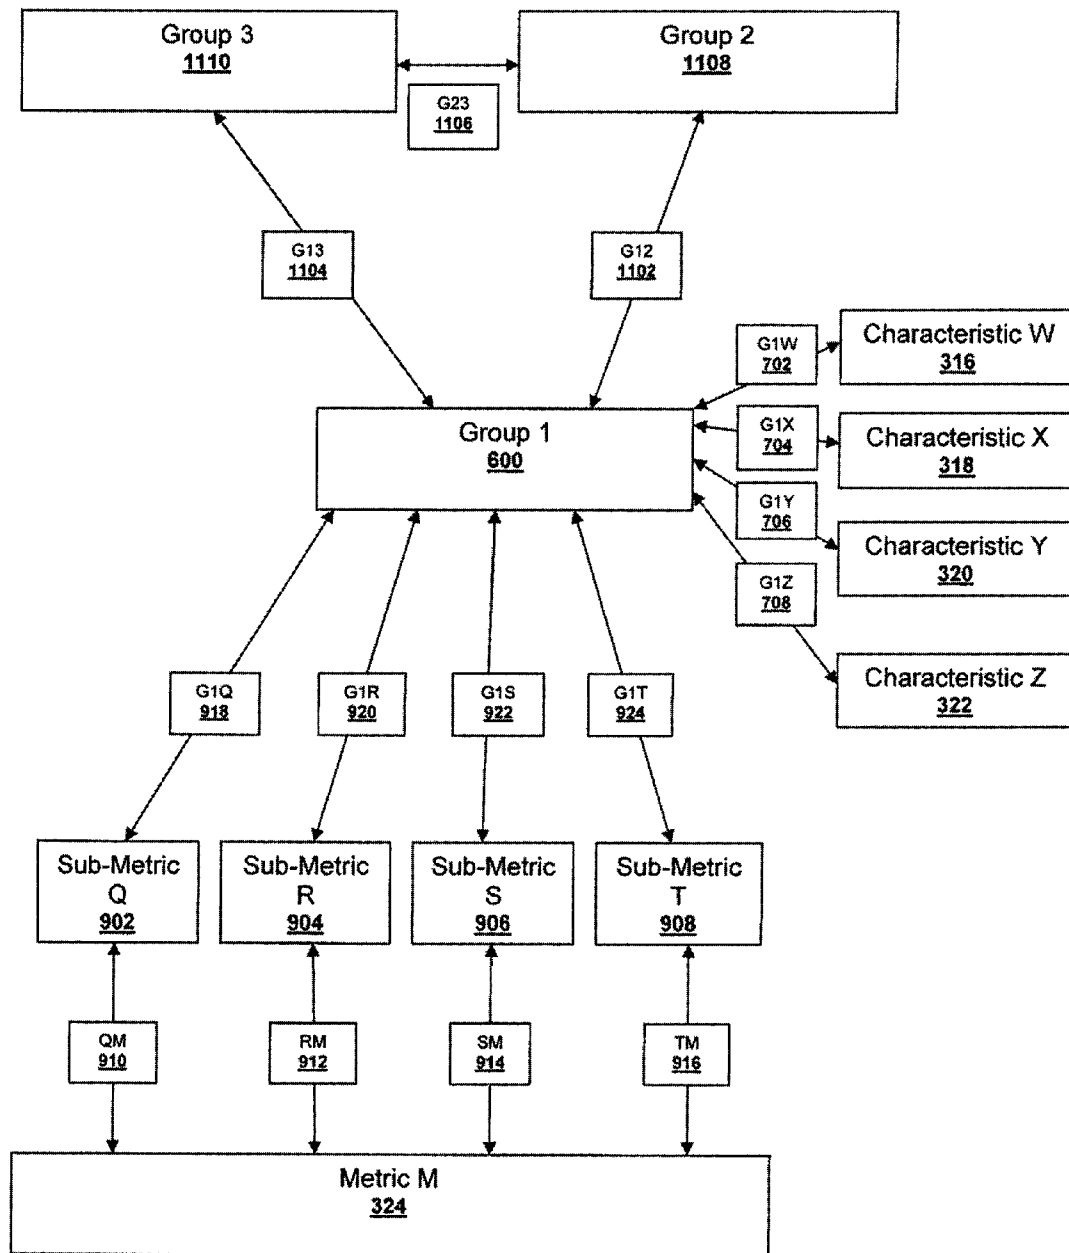 Group 3
1110
Group 2
1108
G23
1106
G13
1104
G12
1102
G1W
702
Characteristic W
316
Group 1
600
G1X
704
Characteristic X
318
G1Y
706
Characteristic Y
320
G1Z
708
Characteristic Z
322
G1Q
918
G1R
920
G1S
922
G1T
924
Sub-Metric
Q
902
Sub-Metric
R
904
Sub-Metric
S
906
Sub-Metric
T
908
QM
910
RM
912
SM
914
TM
916
Metric M
324